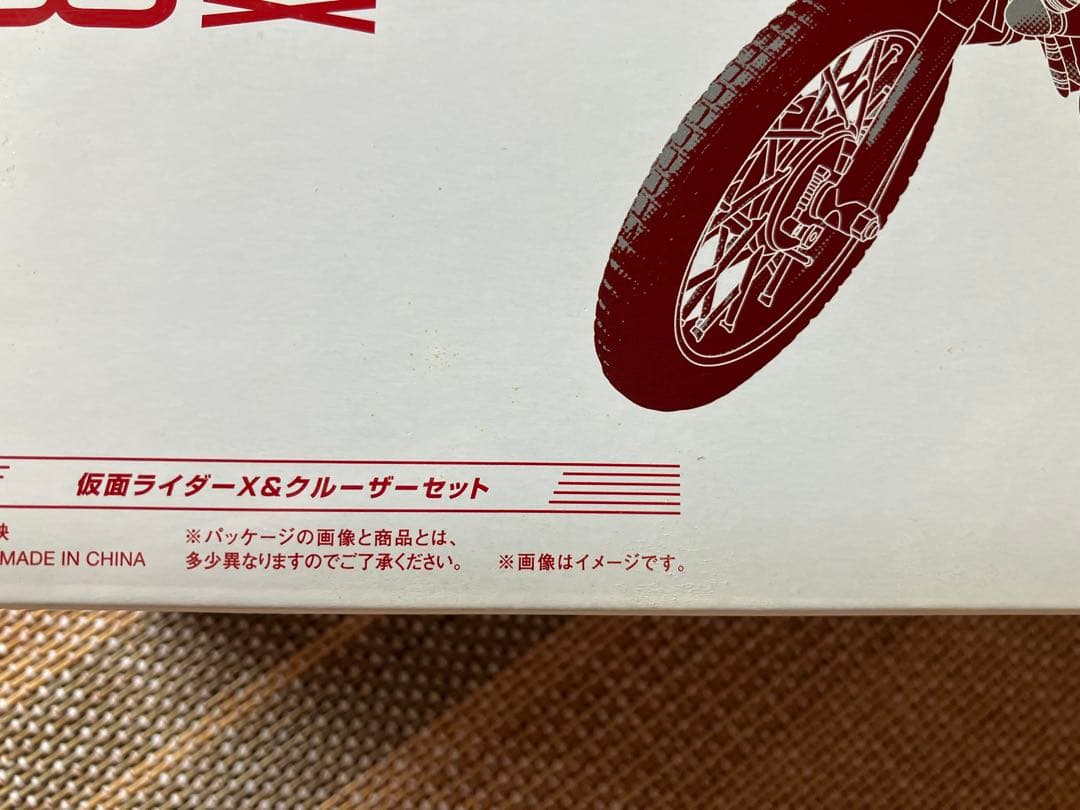 X
仮面ライダーX&クルーザーセット
映
MADE IN CHINA
※パッケージの画像と商品とは、
多少異なりますのでご了承ください。 ※画像はイメージです。